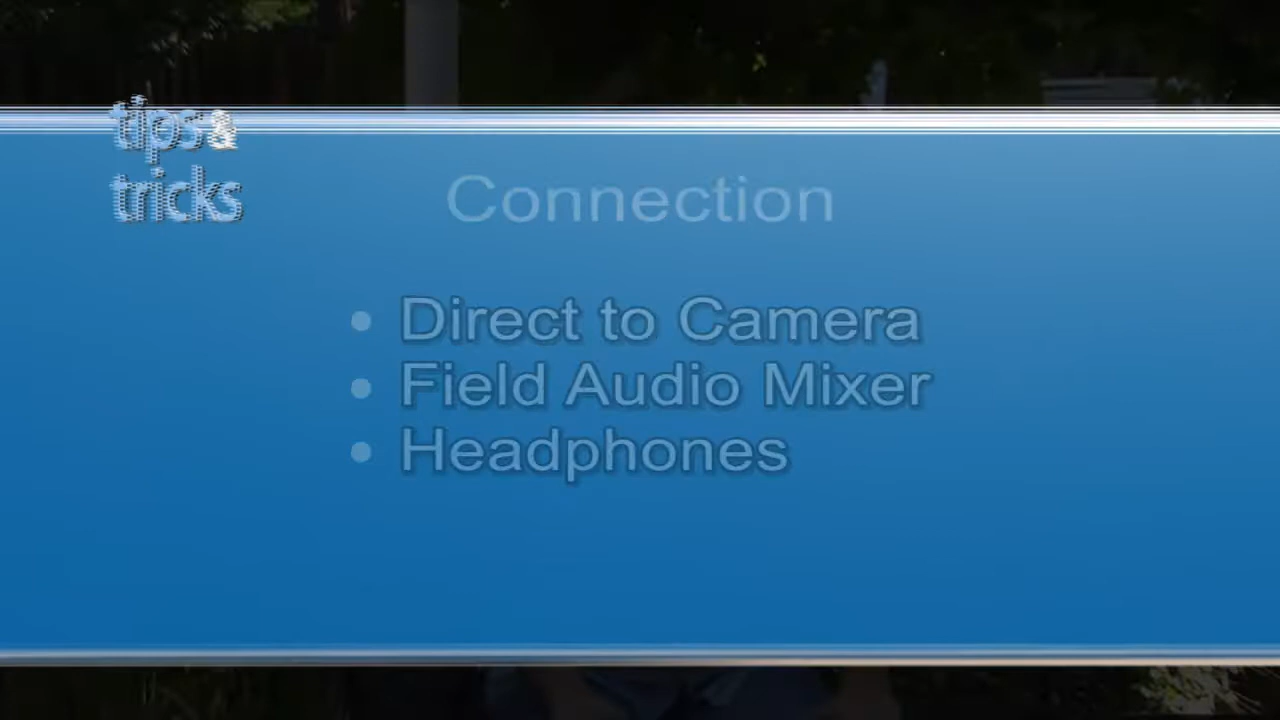 tips &
tricks
Connection
• Direct to Camera
• Field Audio Mixer
• Headphones